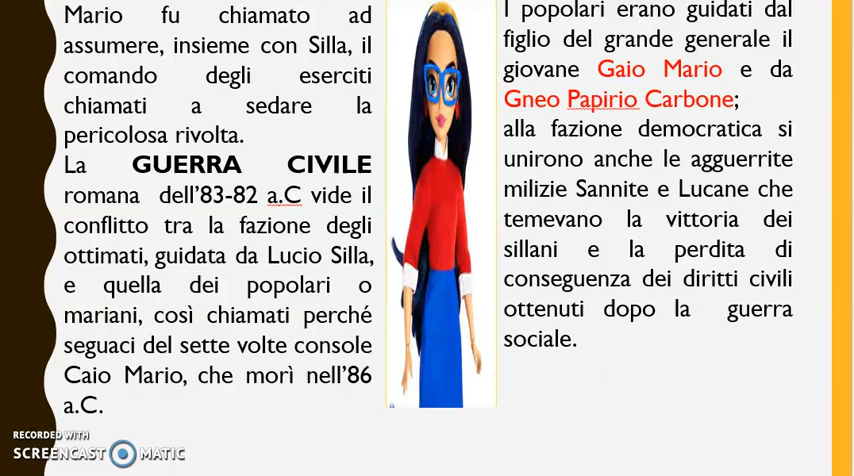 Mario fu chiamato ad
assumere, insieme con Silla, il
comando degli eserciti
chiamati a sedare la
pericolosa rivolta.
La GUERRA CIVILE
romana dell'83-82 a.C vide il
conflitto tra la fazione degli
ottimati, guidata da Lucio Silla,
e quella dei popolari o
mariani, così chiamati perché
seguaci del sette volte console
Caio Mario, che morì nell'86
a.C.
I popolari erano guidati dal
figlio del grande generale il
giovane Gaio Mario e da
Gneo Papirio Carbone;
alla fazione democratica si
unirono anche le agguerrite
milizie Sannite e Lucane che
temevano la vittoria dei
sillani e la perdita di
conseguenza dei diritti civili
ottenuti dopo la guerra
sociale.
RECORDED WITH
SCREENCAST MATIC